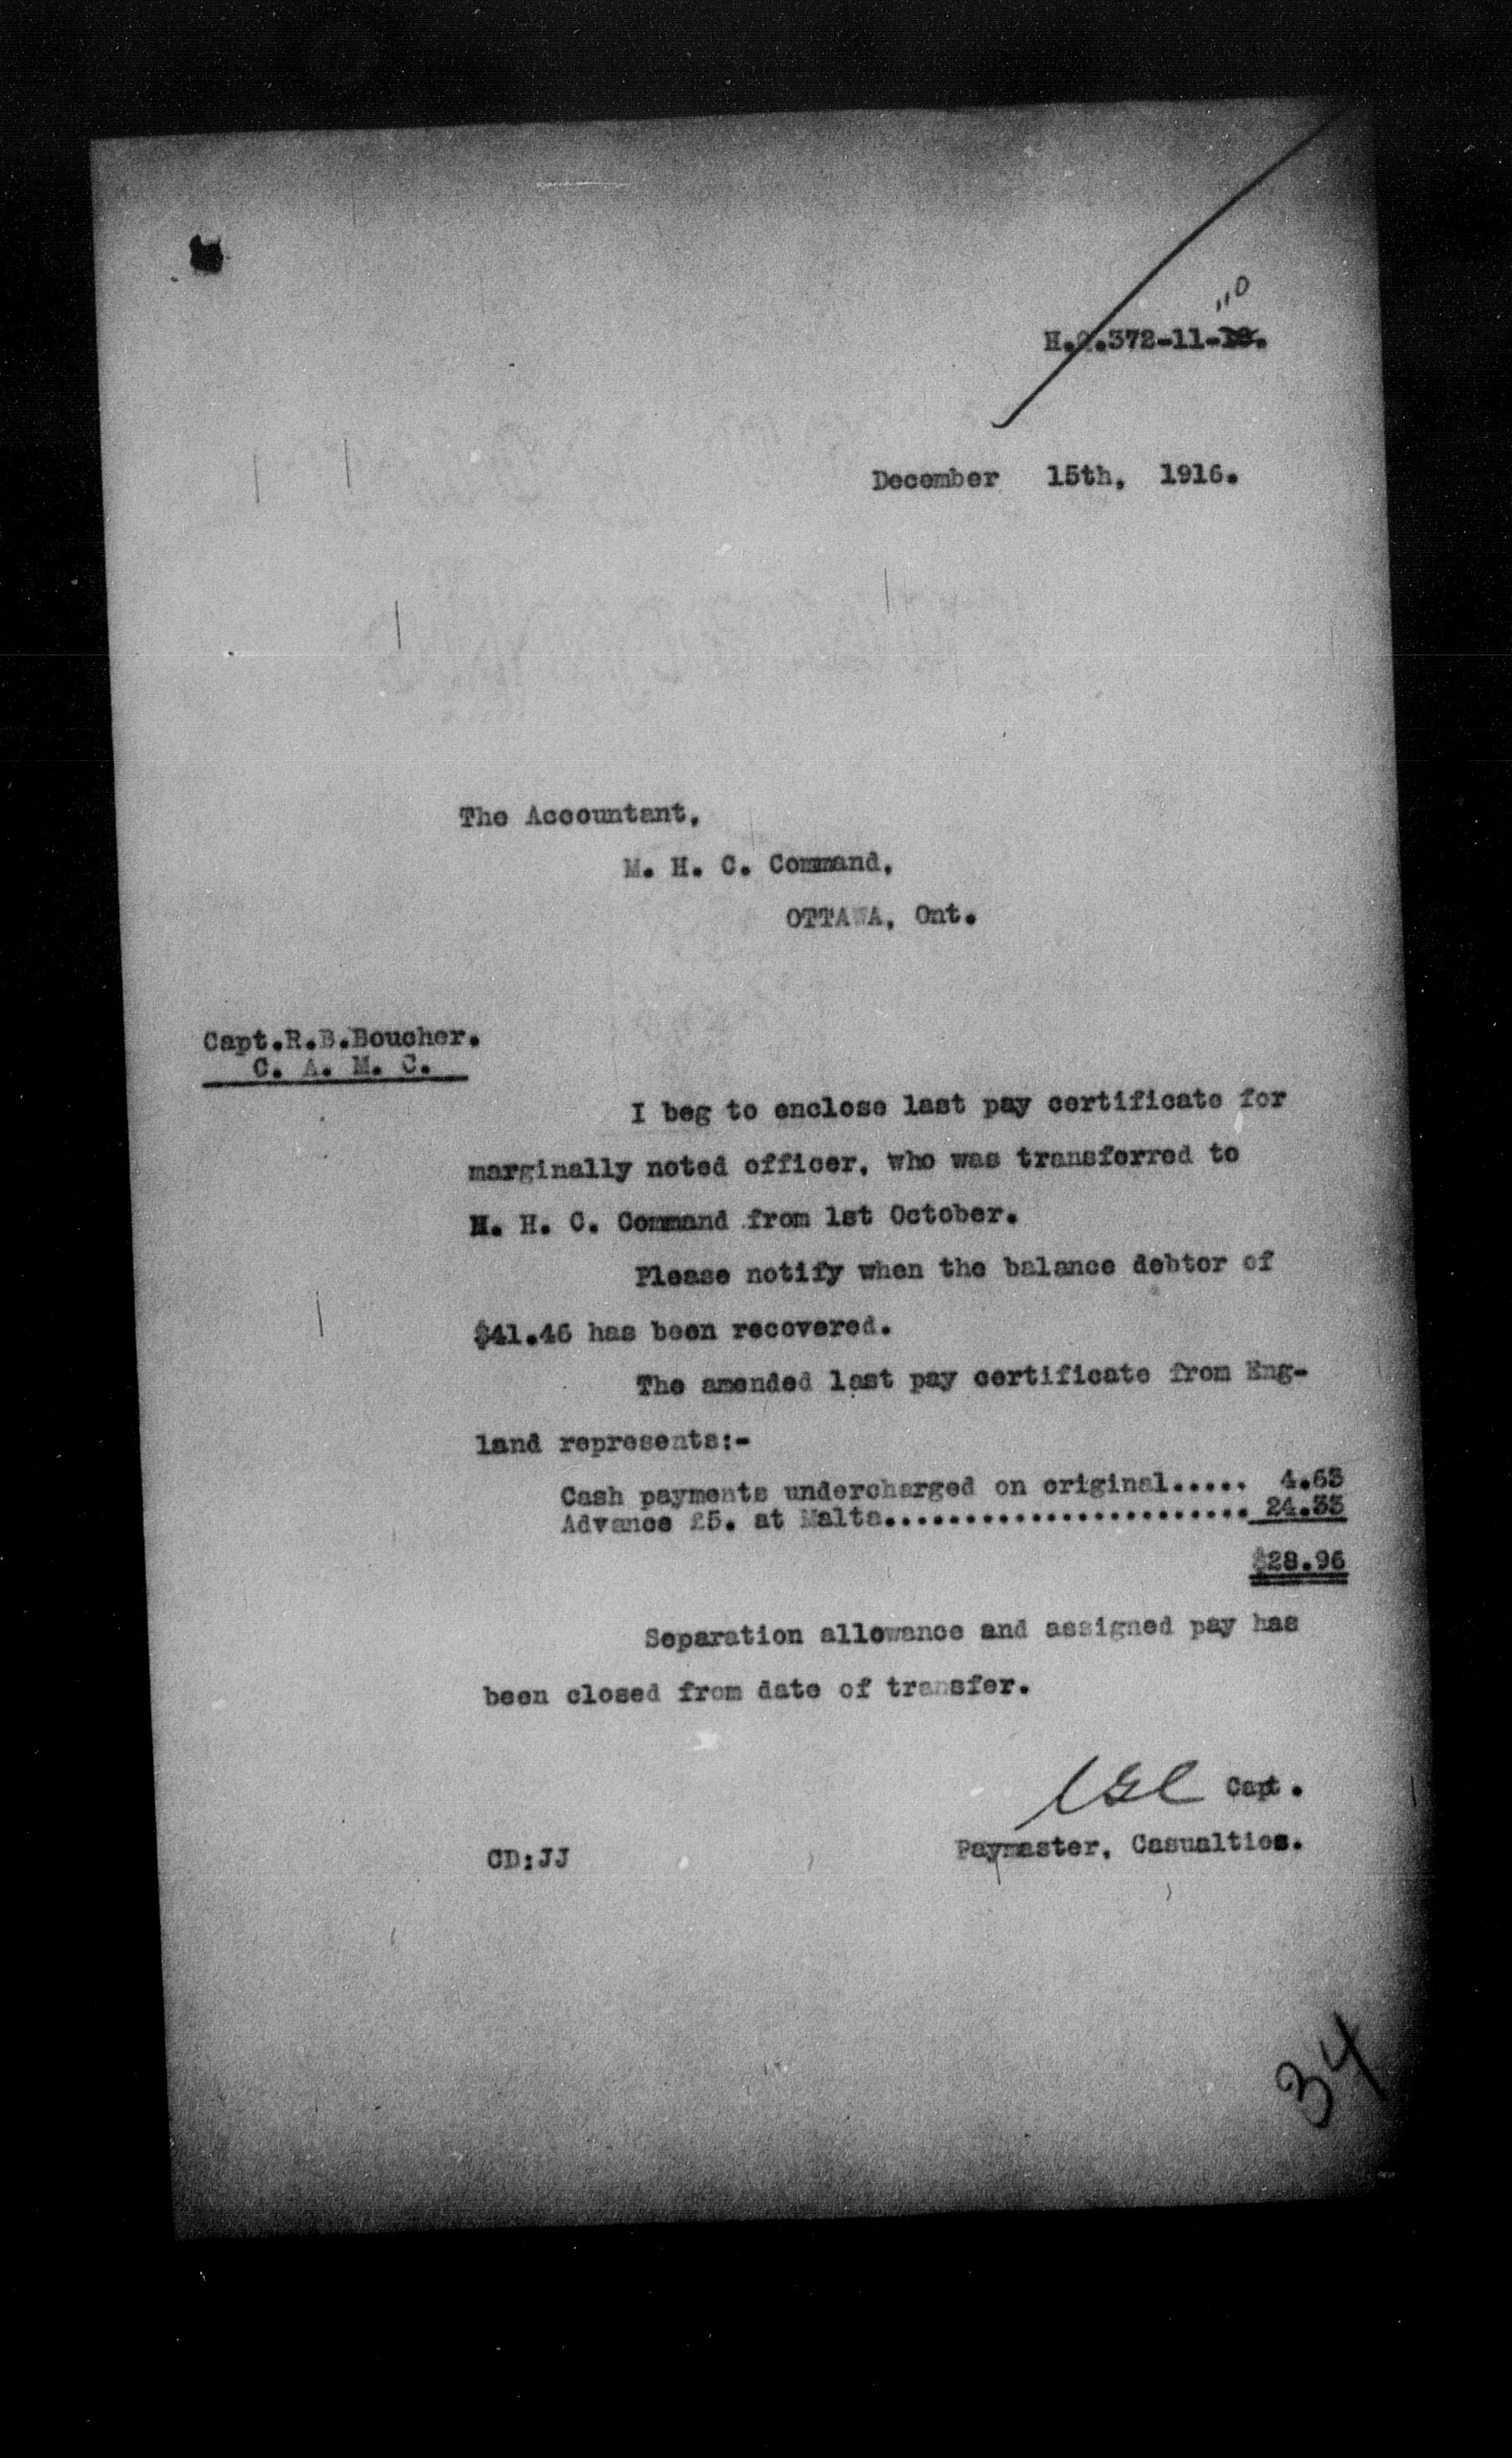 110
H.Q.372-11-10.
December 15th, 1916.
The Accountant,
M. H. C. Command,
OTTAWA, Ont.
Capt.R.B.Boucher.
C. A. M. C.
I beg to enclose last pay certificate for
marginally noted officer, who was transferred to
M. H. C. Command from 1st October.
Please notify when the balance debtor of
$41.46 has been recovered.
The amended last pay certificate from Eng-
land represents:-
Cash payments undercharged on original..... 4.63
Advance £5. at Malta....................... 24.33
$28.96
Separation allowance and assigned pay has
been closed from date of transfer.
Capt.
Paymaster, Casualties.
CD:JJ
34